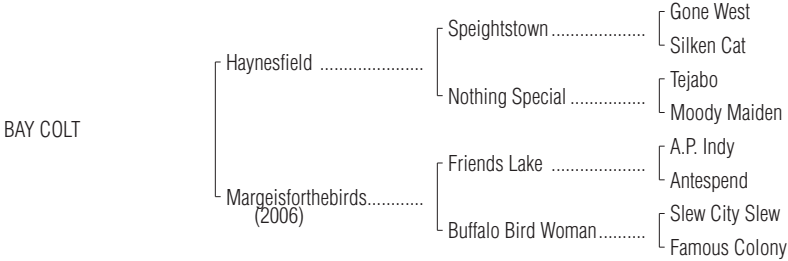 Gone West
Speightstown ....................
Silken Cat
Haynesfield ......................
Tejabo
Nothing Special ................
Moody Maiden
BAY COLT
A.P. Indy
Friends Lake ....................
Antespend
Margeisforthebirds............
(2006)
Slew City Slew
Buffalo Bird Woman..........
Famous Colony